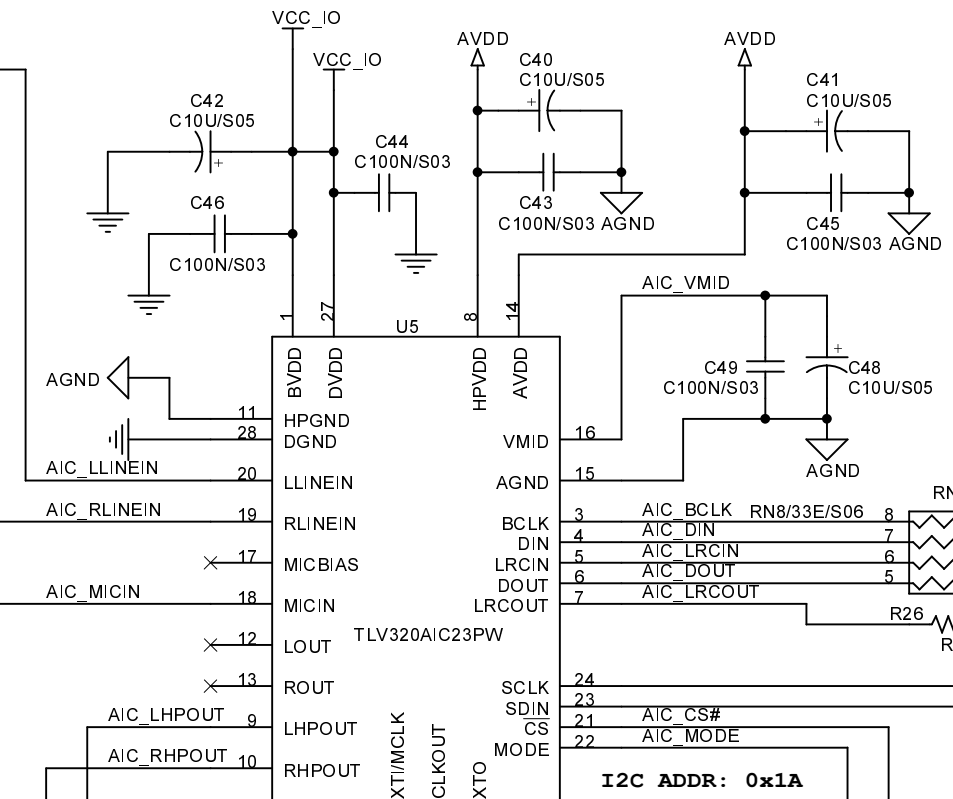 VCC_IO
VCC_IO
AVDD
AVDD
C40
C10U/S05
+
C41
C10U/S05
+
C42
C10U/S05
+
C44
C100N/S03
C46
C100N/S03
C43
C100N/S03
AGND
C45
C100N/S03
AGND
1
27
8
14
U5
AIC_VMID
BVDD
DVDD
HPVDD
AVDD
AGND
C49
C100N/S03
+
C48
C10U/S05
AGND
11
HPGND
28
DGND
VMID
16
AIC_LLINEIN
20
LLINEIN
AGND
15
AIC_RLINEIN
19
RLINEIN
BCLK
3
AIC_BCLK
RN8/33E/S06
8
RN
DIN
4
AIC_DIN
7
17
MICBIAS
LRCIN
5
AIC_LRCIN
6
DOUT
6
AIC_DOUT
5
AIC_MICIN
18
MICIN
LRCOUT
7
AIC_LRCOUT
R26
R
TLV320AIC23PW
12
LOUT
13
ROUT
SCLK
24
SDIN
23
AIC_LHPOUT
9
LHPOUT
CS
21
AIC_CS#
MODE
22
AIC_MODE
AIC_RHPOUT
10
RHPOUT
XTI/MCLK
CLKOUT
XTO
I2C ADDR: 0x1A